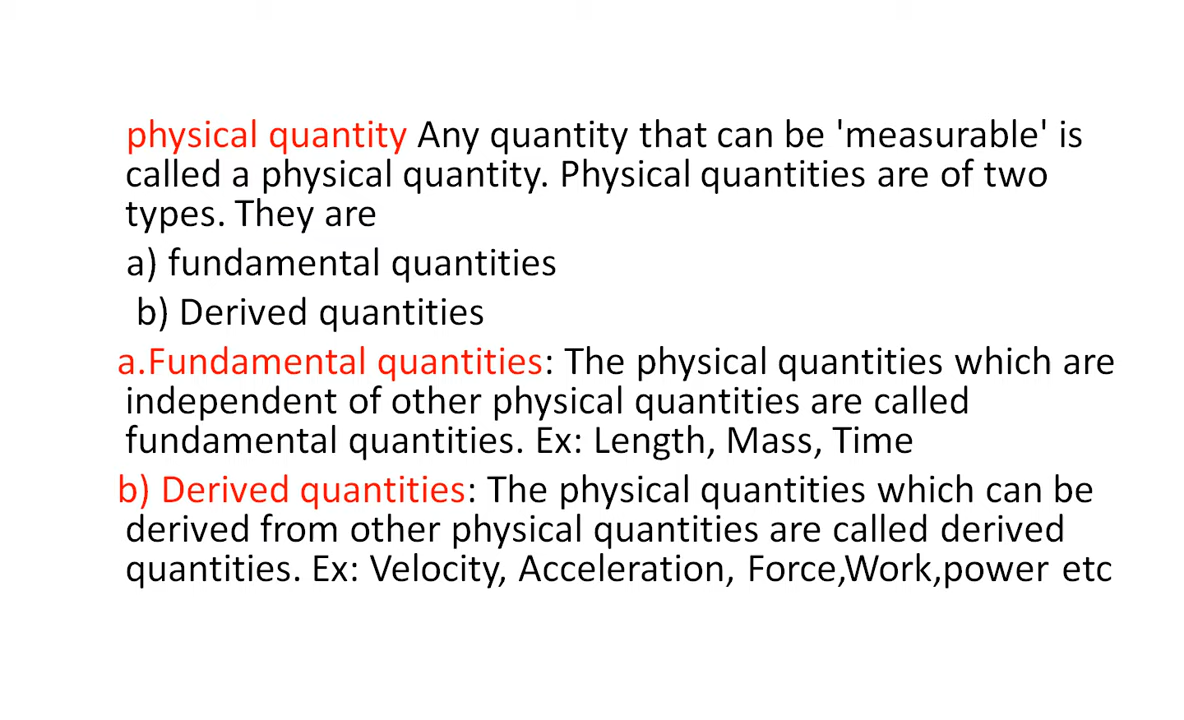 physical quantity Any quantity that can be 'measurable' is
called a physical quantity. Physical quantities are of two
types. They are
a) fundamental quantities
b) Derived quantities
a.Fundamental quantities: The physical quantities which are
independent of other physical quantities are called
fundamental quantities. Ex: Length, Mass, Time
b) Derived quantities: The physical quantities which can be
derived from other physical quantities are called derived
quantities. Ex: Velocity, Acceleration, Force,Work,power etc